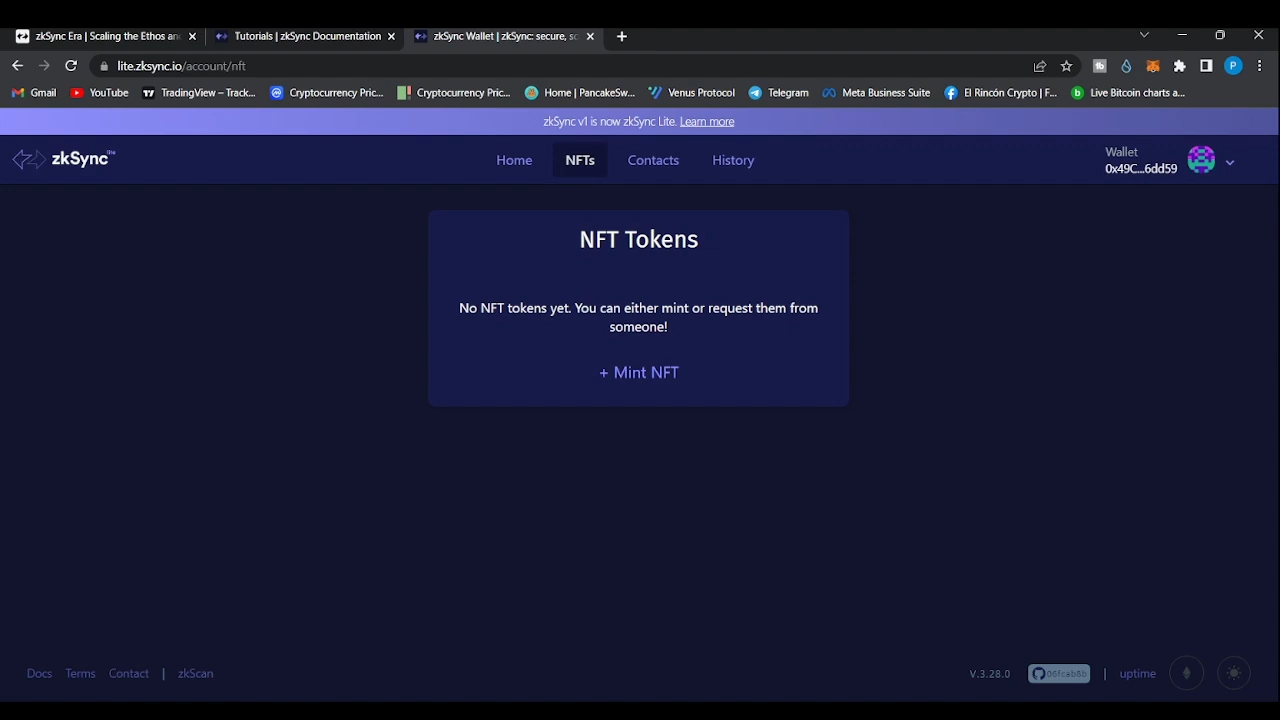 zkSync Era | Scaling the Ethos and
Tutorials | zkSync Documentation
zkSync Wallet | zkSync: secure, sc
lite.zksync.io/account/nft
Gmail
YouTube
TradingView – Track...
Cryptocurrency Pric...
Cryptocurrency Pric...
Home | PancakeSw...
Venus Protocol
Telegram
Meta Business Suite
El Rincón Crypto | F...
Live Bitcoin charts a...
zkSync v1 is now zkSync Lite. Learn more
zkSync lite
Home
NFTs
Contacts
History
Wallet
0x49C...6dd59
NFT Tokens
No NFT tokens yet. You can either mint or request them from
someone!
+ Mint NFT
Docs
Terms
Contact
|
zkScan
V.3.28.0
06fcab8b
|
uptime